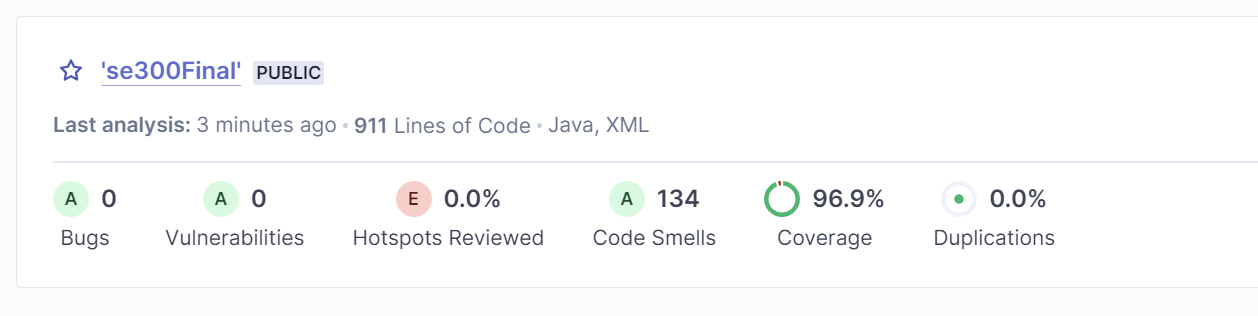 'se300Final' PUBLIC
Last analysis: 3 minutes ago • 911 Lines of Code • Java, XML
A 0 A 0 E 0.0% A 134 96.9% 0.0%
Bugs Vulnerabilities Hotspots Reviewed Code Smells Coverage Duplications